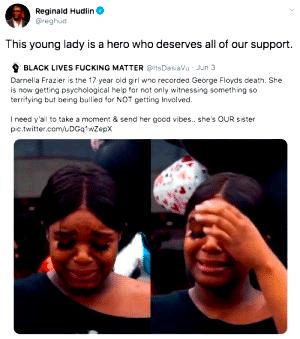 Reginald Hudlin
@reghud
This young lady is a hero who deserves all of our support.
BLACK LIVES FUCKING MATTER @ItsDasiaVu · Jun 3
Darnella Frazier is the 17 year old girl who recorded George Floyds death. She
is now getting psychological help for not only witnessing something so
terrifying but being bullied for NOT getting Involved.
I need y'all to take a moment & send her good vibes.. she's OUR sister
pic.twitter.com/uDGq1wZepX